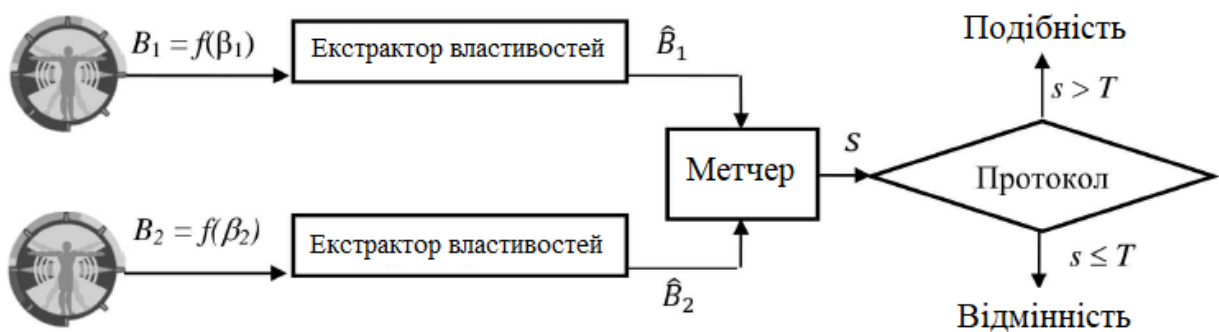 B₁ = f(β₁)
Екстрактор властивостей
B̂₁
Подібність
s > T
Метчер
S
Протокол
B₂ = f(β₂)
Екстрактор властивостей
B̂₂
s ≤ T
Відмінність